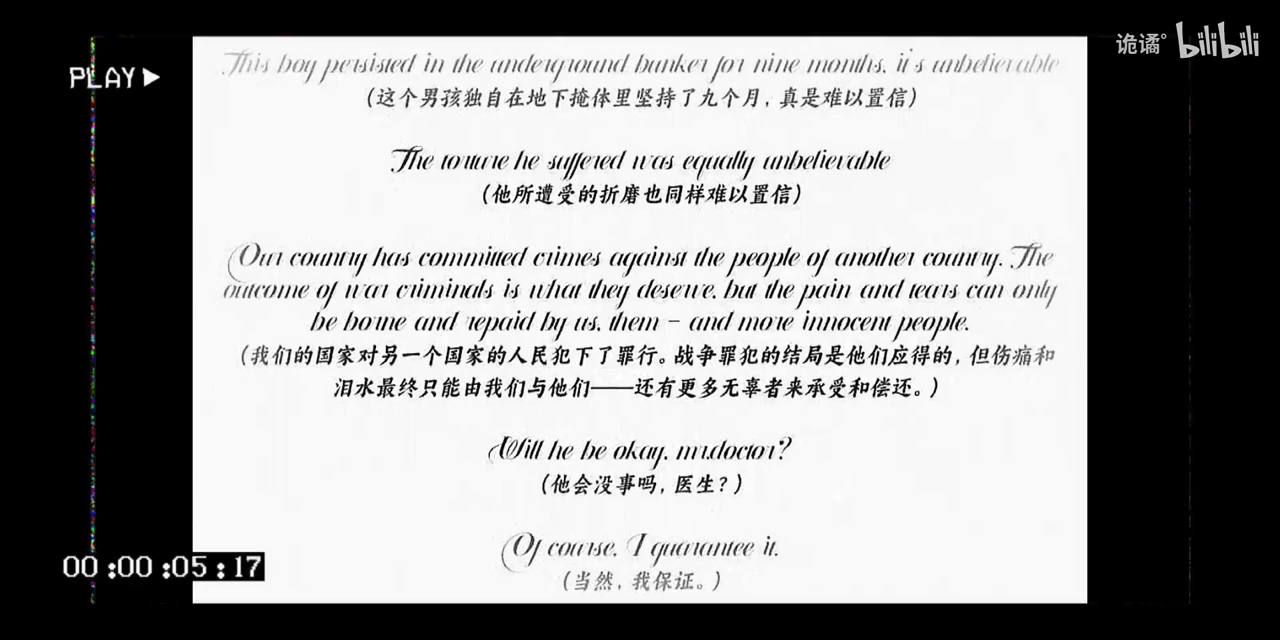 诡谲° bilibili
PLAY
This boy persisted in the underground bunker for nine months, it's unbelievable
(这个男孩独自在地下掩体里坚持了九个月，真是难以置信)
The torture he suffered was equally unbelievable
(他所遭受的折磨也同样难以置信)
Our country has committed crimes against the people of another country. The
outcome of war criminals is what they deserve, but the pain and tears can only
be borne and repaid by us, them - and more innocent people.
(我们的国家对另一个国家的人民犯下了罪行。战争罪犯的结局是他们应得的，但伤痛和
泪水最终只能由我们与他们——还有更多无辜者来承受和偿还。)
Will he be okay, mr.doctor?
(他会没事吗，医生？)
Of course, I guarantee it.
(当然，我保证。)
00:00:05:17